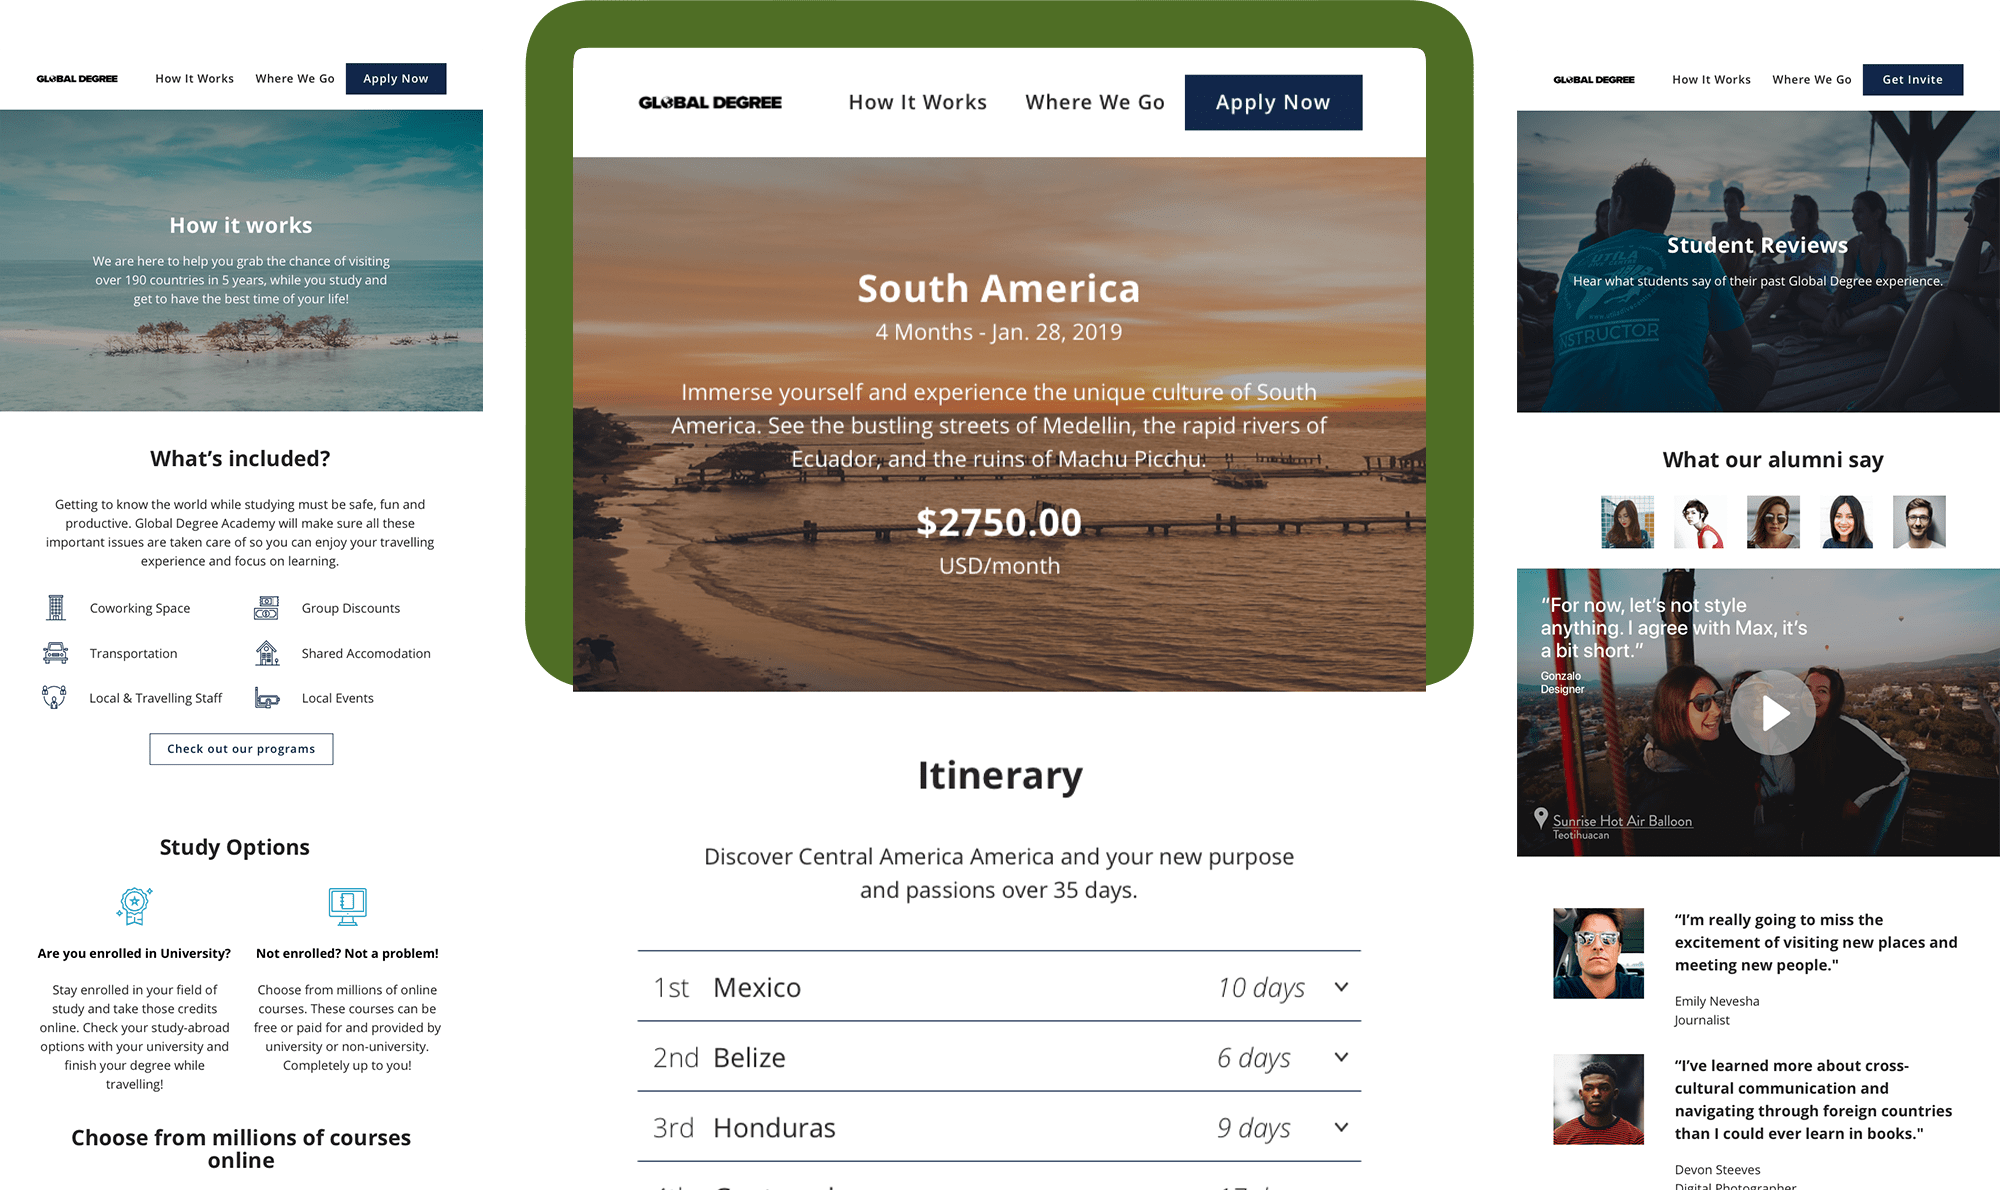 GLOBAL DEGREE
How It Works
Where We Go
Apply Now
How it works
We are here to help you grab the chance of visiting
over 190 countries in 5 years, while you study and
get to have the best time of your life!
What's included?
Getting to know the world while studying must be safe, fun and
productive. Global Degree Academy will make sure all these
important issues are taken care of so you can enjoy your travelling
experience and focus on learning.
Coworking Space
Group Discounts
Transportation
Shared Accomodation
Local & Travelling Staff
Local Events
Check out our programs
Study Options
Are you enrolled in University?
Stay enrolled in your field of
study and take those credits
online. Check your study-abroad
options with your university and
finish your degree while
travelling!
Not enrolled? Not a problem!
Choose from millions of online
courses. These courses can be
free or paid for and provided by
university or non-university.
Completely up to you!
Choose from millions of courses
online
GLOBAL DEGREE
How It Works
Where We Go
Apply Now
South America
4 Months - Jan. 28, 2019
Immerse yourself and experience the unique culture of South
America. See the bustling streets of Medellin, the rapid rivers of
Ecuador, and the ruins of Machu Picchu.
$2750.00
USD/month
Itinerary
Discover Central America America and your new purpose
and passions over 35 days.
1st Mexico 10 days
2nd Belize 6 days
3rd Honduras 9 days
GLOBAL DEGREE
How It Works
Where We Go
Get Invite
Student Reviews
Hear what students say of their past Global Degree experience.
UTILA
INSTRUCTOR
What our alumni say
“For now, let’s not style
anything. I agree with Max, it’s
a bit short.”
Gonzalo
Designer
Sunrise Hot Air Balloon
Teotihuacan
“I’m really going to miss the
excitement of visiting new places and
meeting new people."
Emily Nevesha
Journalist
“I’ve learned more about cross-
cultural communication and
navigating through foreign countries
than I could ever learn in books."
Devon Steeves
Digital Photographer